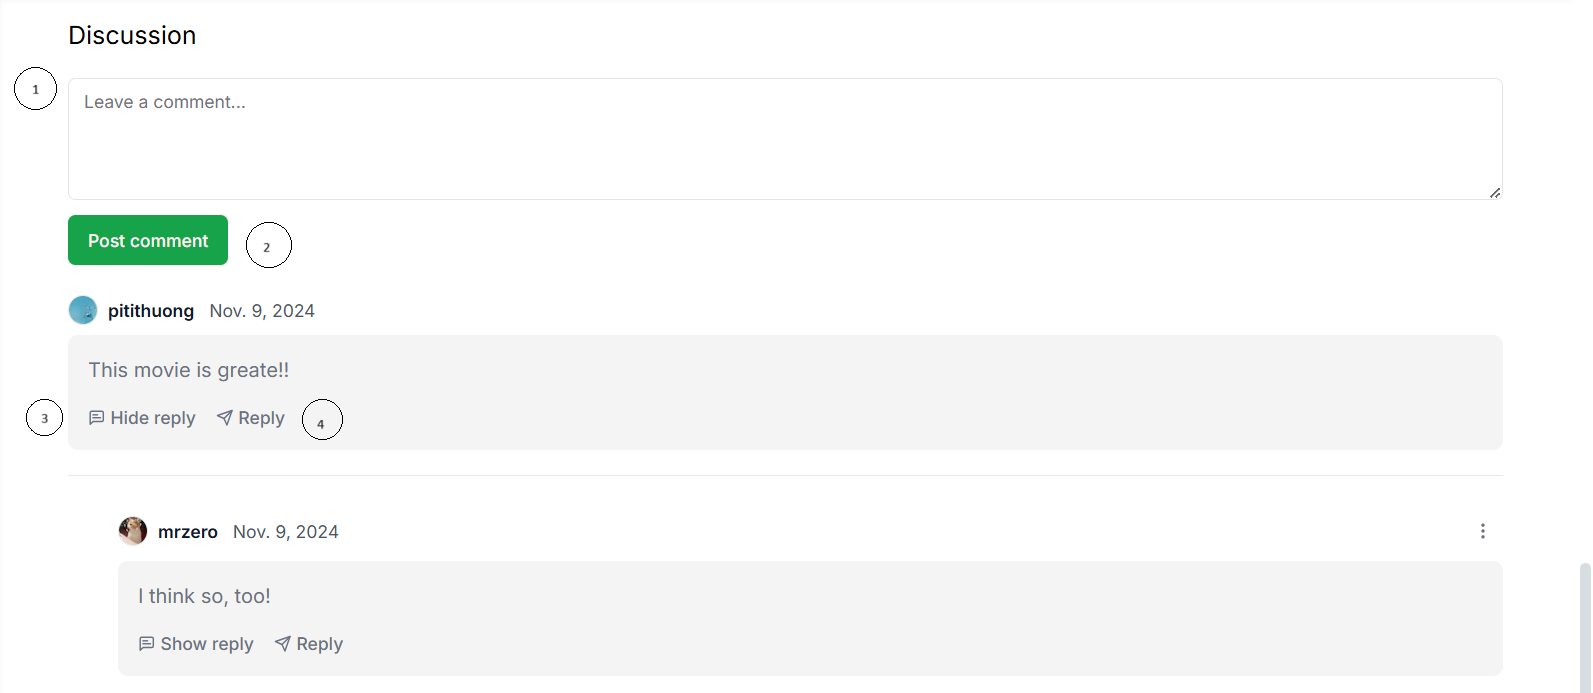 Discussion
1
Leave a comment...
Post comment
2
pitithuong Nov. 9, 2024
This movie is greate!!
3
Hide reply Reply
4
mrzero Nov. 9, 2024
I think so, too!
Show reply Reply